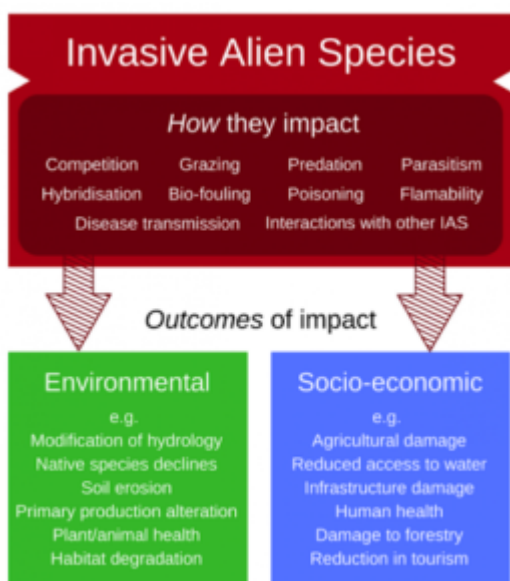 Invasive Alien Species
How they impact
Competition Grazing Predation Parasitism
Hybridisation Bio-fouling Poisoning Flamability
Disease transmission Interactions with other IAS
Outcomes of impact
Environmental
e.g.
Modification of hydrology
Native species declines
Soil erosion
Primary production alteration
Plant/animal health
Habitat degradation
Socio-economic
e.g.
Agricultural damage
Reduced access to water
Infrastructure damage
Human health
Damage to forestry
Reduction in tourism